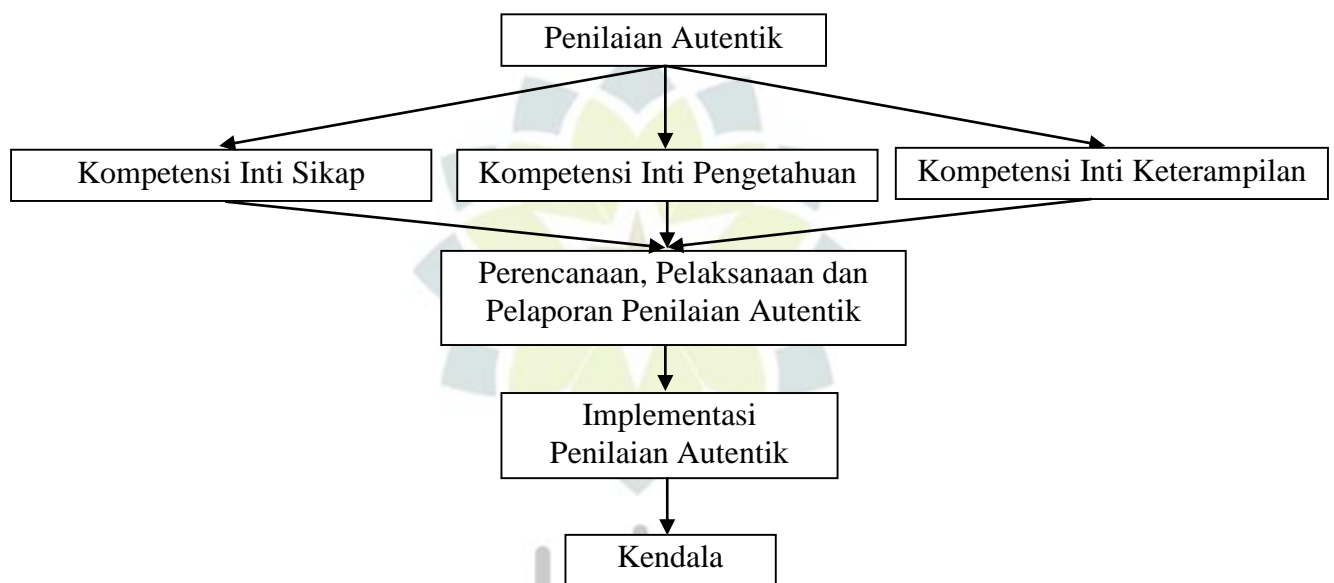 Penilaian Autentik
Kompetensi Inti Sikap
Kompetensi Inti Pengetahuan
Kompetensi Inti Keterampilan
Perencanaan, Pelaksanaan dan
Pelaporan Penilaian Autentik
Implementasi
Penilaian Autentik
Kendala